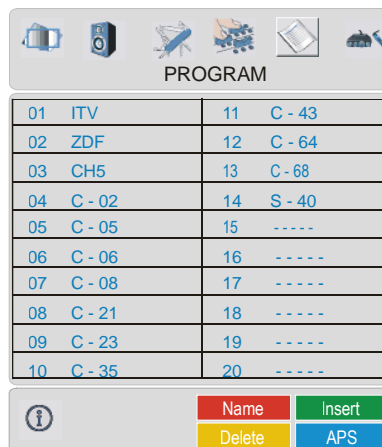 PROGRAM
01 ITV 11 C - 43
02 ZDF 12 C - 64
03 CH5 13 C - 68
04 C - 02 14 S - 40
05 C - 05 15 - - - - -
06 C - 06 16 - - - - -
07 C - 08 17 - - - - -
08 C - 21 18 - - - - -
09 C - 23 19 - - - - -
10 C - 35 20 - - - - -
i Name Insert
Delete APS